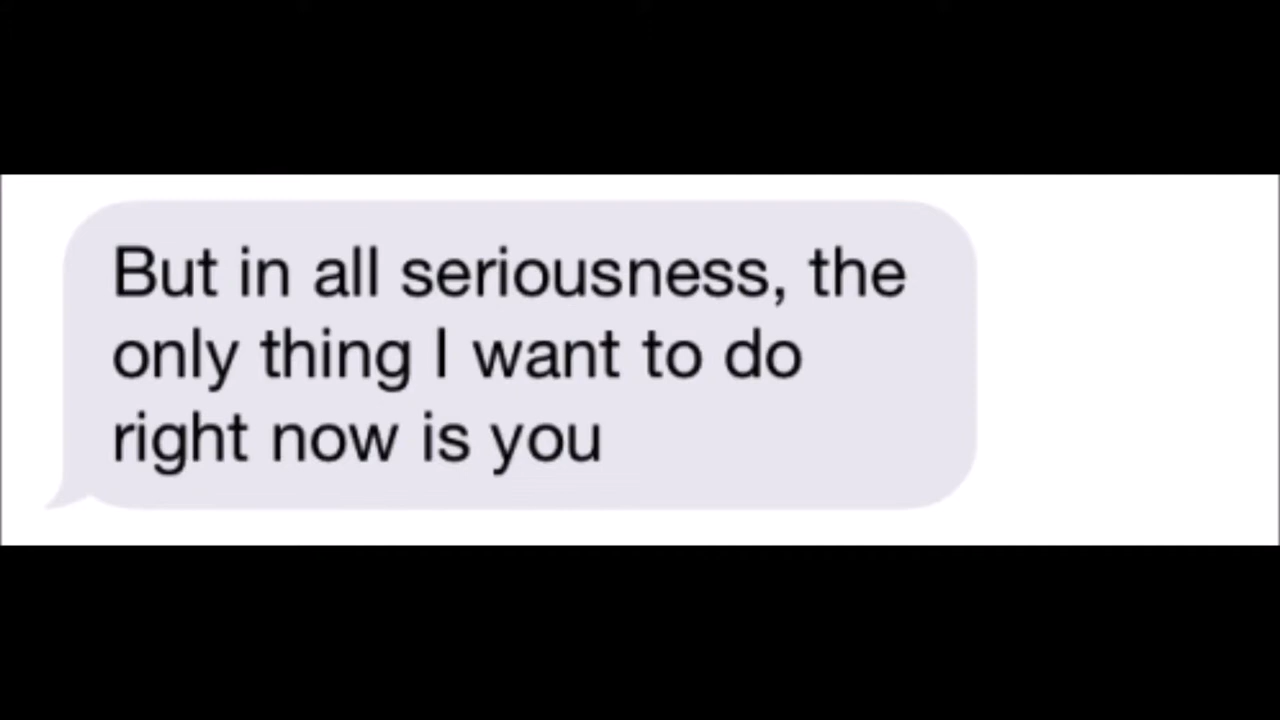 But in all seriousness, the
only thing I want to do
right now is you